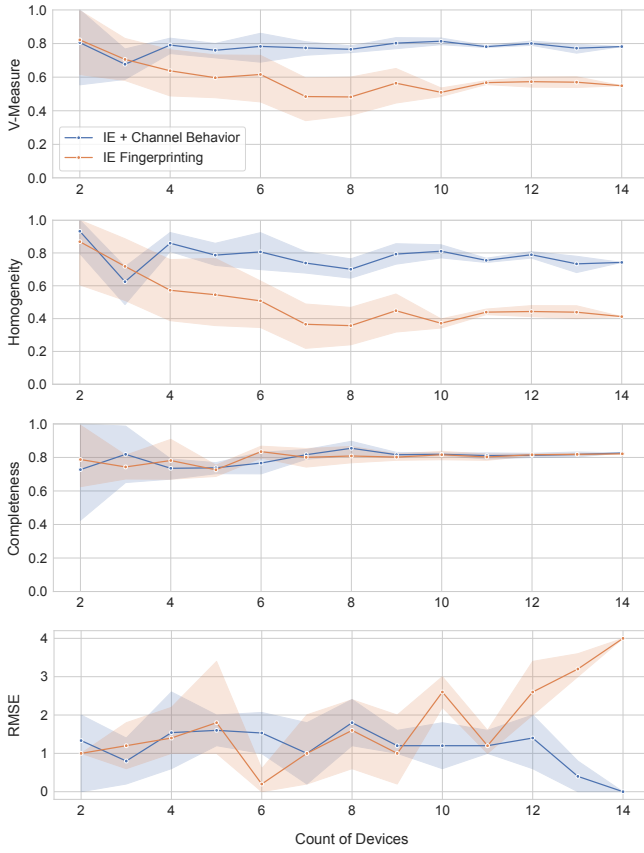 1.0
0.8
0.6
0.4
0.2
0.0
V-Measure
IE + Channel Behavior
IE Fingerprinting
2 4 6 8 10 12 14
1.0
0.8
0.6
0.4
0.2
0.0
Homogeneity
2 4 6 8 10 12 14
1.0
0.8
0.6
0.4
0.2
0.0
Completeness
2 4 6 8 10 12 14
4
3
2
1
0
RMSE
2 4 6 8 10 12 14
Count of Devices